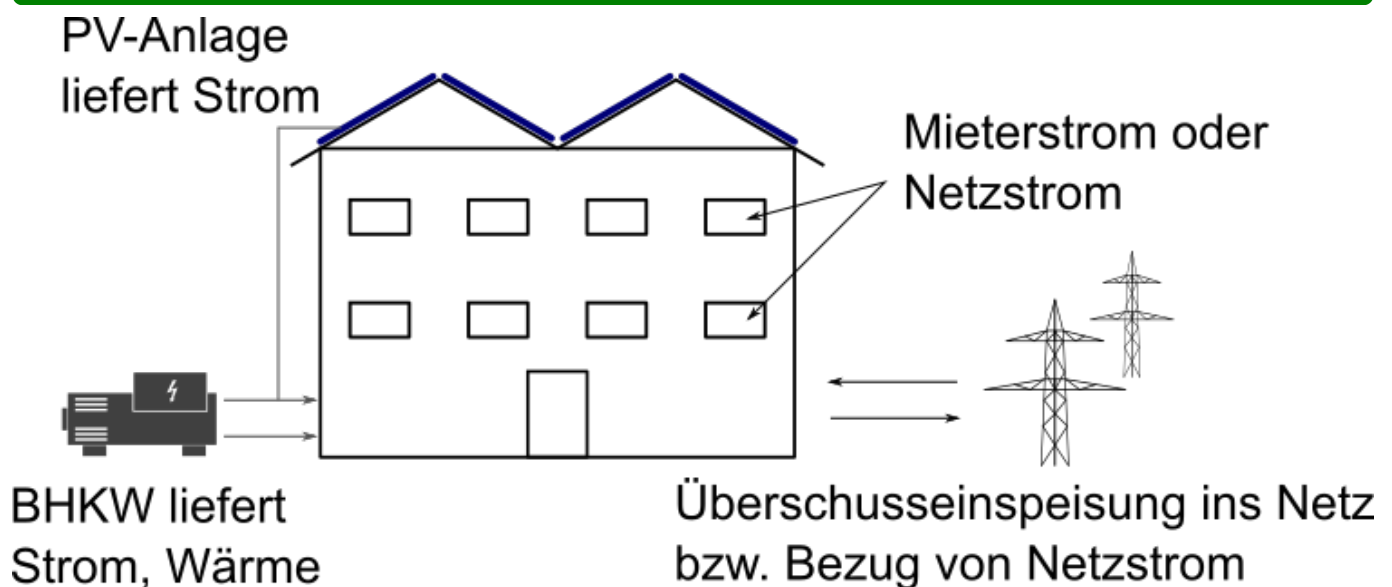 PV-Anlage
liefert Strom
Mieterstrom oder
Netzstrom
BHKW liefert
Strom, Wärme
Überschusseinspeisung ins Netz
bzw. Bezug von Netzstrom